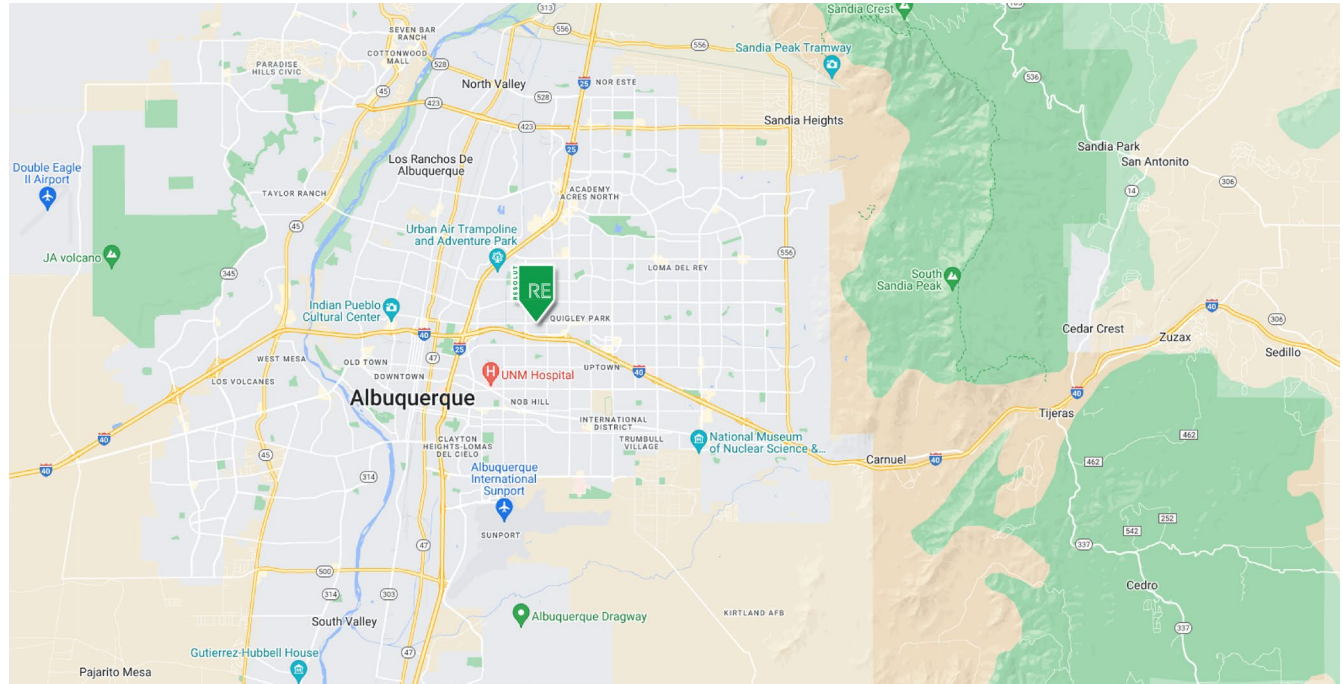 313
556
Sandia Crest
165
SEVEN BAR
RANCH
COTTONWOOD
MALL
528
556
Sandia Peak Tramway
PARADISE
HILLS CIVIC
45
North Valley
25
NOR ESTE
528
536
423
423
Sandia Heights
25
Sandia Park
San Antonito
Los Ranchos De
Albuquerque
Double Eagle
II Airport
TAYLOR RANCH
ACADEMY
ACRES NORTH
306
14
45
Urban Air Trampoline
and Adventure Park
JA volcano
345
556
LOMA DEL REY
South
Sandia Peak
RESOLUT
RE
Indian Pueblo
Cultural Center
QUIGLEY PARK
40
306
Cedar Crest
Zuzax
Sedillo
40
25
47
WEST MESA
OLD TOWN
DOWNTOWN
UNM Hospital
UPTOWN
40
LOS VOLCANES
Albuquerque
NOB HILL
40
Tijeras
INTERNATIONAL
DISTRICT
TRUMBULL
VILLAGE
462
40
CLAYTON
HEIGHTS-LOMAS
DEL CIELO
National Museum
of Nuclear Science &...
45
40
Carnuel
40
462
314
Albuquerque
International
Sunport
252
SUNPORT
542
47
337
500
314
303
Cedro
South Valley
Albuquerque Dragway
KIRTLAND AFB
337
47
Gutierrez-Hubbell House
Pajarito Mesa